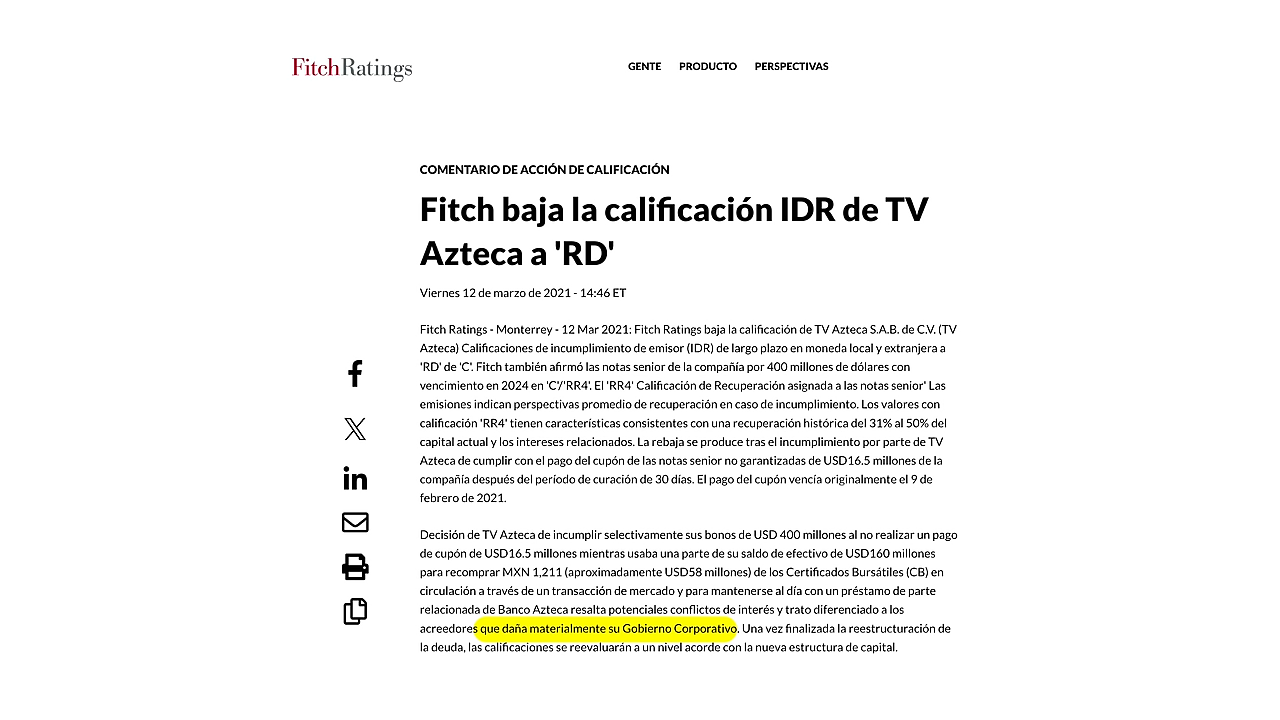 FitchRatings
GENTE PRODUCTO PERSPECTIVAS
COMENTARIO DE ACCIÓN DE CALIFICACIÓN
Fitch baja la calificación IDR de TV
Azteca a 'RD'
Viernes 12 de marzo de 2021 - 14:46 ET
Fitch Ratings - Monterrey - 12 Mar 2021: Fitch Ratings baja la calificación de TV Azteca S.A.B. de C.V. (TV
Azteca) Calificaciones de incumplimiento de emisor (IDR) de largo plazo en moneda local y extranjera a
'RD' de 'C'. Fitch también afirmó las notas senior de la compañía por 400 millones de dólares con
vencimiento en 2024 en 'C'/'RR4'. El 'RR4' Calificación de Recuperación asignada a las notas senior' Las
emisiones indican perspectivas promedio de recuperación en caso de incumplimiento. Los valores con
calificación 'RR4' tienen características consistentes con una recuperación histórica del 31% al 50% del
capital actual y los intereses relacionados. La rebaja se produce tras el incumplimiento por parte de TV
Azteca de cumplir con el pago del cupón de las notas senior no garantizadas de USD16.5 millones de la
compañía después del período de curación de 30 días. El pago del cupón vencía originalmente el 9 de
febrero de 2021.
Decisión de TV Azteca de incumplir selectivamente sus bonos de USD 400 millones al no realizar un pago
de cupón de USD16.5 millones mientras usaba una parte de su saldo de efectivo de USD160 millones
para recomprar MXN 1,211 (aproximadamente USD58 millones) de los Certificados Bursátiles (CB) en
circulación a través de un transacción de mercado y para mantenerse al día con un préstamo de parte
relacionada de Banco Azteca resalta potenciales conflictos de interés y trato diferenciado a los
acreedores que daña materialmente su Gobierno Corporativo. Una vez finalizada la reestructuración de
la deuda, las calificaciones se reevaluarán a un nivel acorde con la nueva estructura de capital.